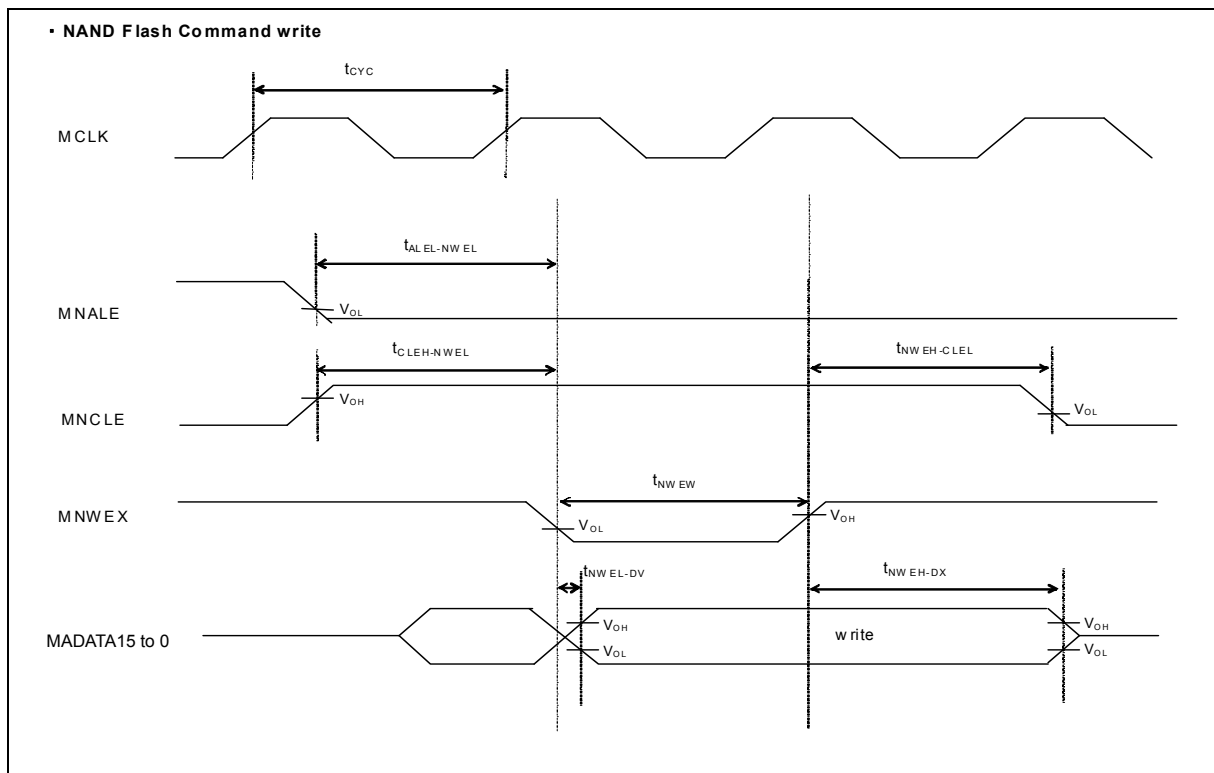 ▪ NAND Flash Command write
tCYC
MCLK
tALEL-NWEL
MNALE
VOL
tCLEH-NWEL
tNWEH-CLEL
MNCLE
VOH
VOL
tNWEW
MNWEX
VOL
VOH
tNWEL-DV
tNWEH-DX
VOH
VOH
MADATA15 to 0
write
VOL
VOL